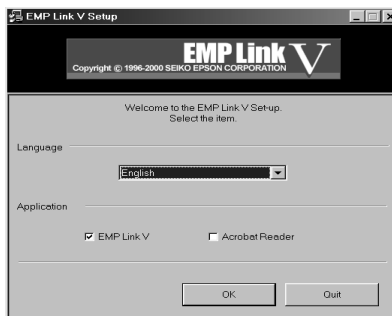 EMP Link V Setup
EMP Link V
Copyright © 1996-2000 SEIKO EPSON CORPORATION
Welcome to the EMP Link V Set-up.
Select the item.
Language
English
Application
EMP Link V
Acrobat Reader
OK
Quit